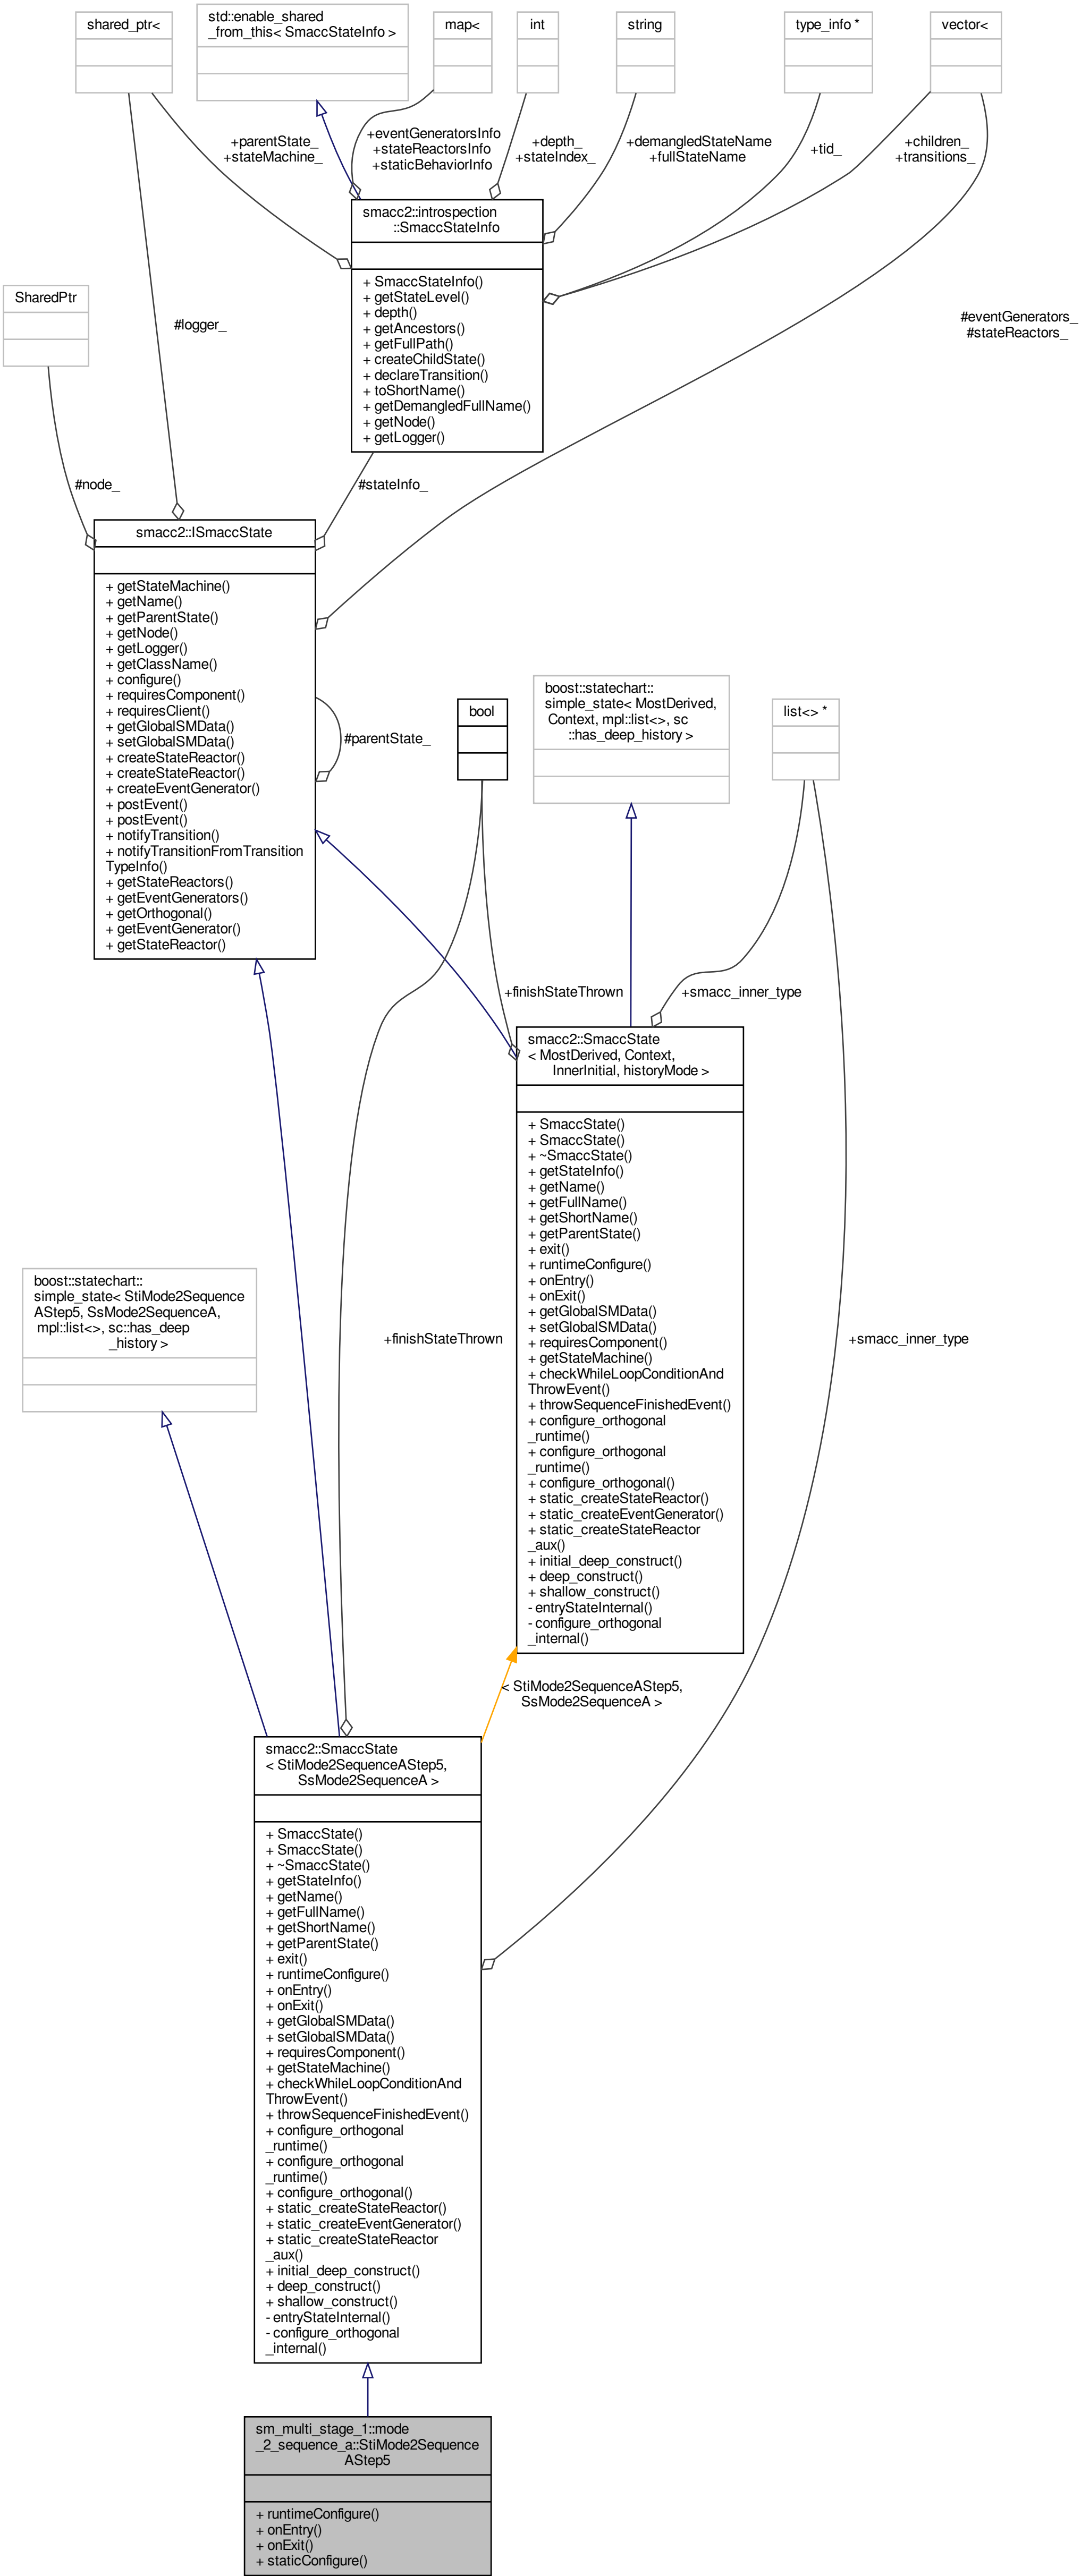 shared_ptr<
std::enable_shared
_from_this< SmaccStateInfo >
map<
int
string
type_info *
vector<
+parentState_
+stateMachine_
+eventGeneratorsInfo
+stateReactorsInfo
+staticBehaviorInfo
+depth_
+stateIndex_
+demangledStateName
+fullStateName
+tid_
+children_
+transitions_
smacc2::introspection
::SmaccStateInfo
+ SmaccStateInfo()
+ getStateLevel()
+ depth()
+ getAncestors()
+ getFullPath()
+ createChildState()
+ declareTransition()
+ toShortName()
+ getDemangledFullName()
+ getNode()
+ getLogger()
SharedPtr
#logger_
#eventGenerators_
#stateReactors_
#node_
#stateInfo_
smacc2::ISmaccState
+ getStateMachine()
+ getName()
+ getParentState()
+ getNode()
+ getLogger()
+ getClassName()
+ configure()
+ requiresComponent()
+ requiresClient()
+ getGlobalSMData()
+ setGlobalSMData()
+ createStateReactor()
+ createStateReactor()
+ createEventGenerator()
+ postEvent()
+ postEvent()
+ notifyTransition()
+ notifyTransitionFromTransition
TypeInfo()
+ getStateReactors()
+ getEventGenerators()
+ getOrthogonal()
+ getEventGenerator()
+ getStateReactor()
#parentState_
bool
boost::statechart::
simple_state< MostDerived,
Context, mpl::list<>, sc
::has_deep_history >
list<> *
+finishStateThrown
+smacc_inner_type
smacc2::SmaccState
< MostDerived, Context,
InnerInitial, historyMode >
+ SmaccState()
+ SmaccState()
+ ~SmaccState()
+ getStateInfo()
+ getName()
+ getFullName()
+ getShortName()
+ getParentState()
+ exit()
+ runtimeConfigure()
+ onEntry()
+ onExit()
+ getGlobalSMData()
+ setGlobalSMData()
+ requiresComponent()
+ getStateMachine()
+ checkWhileLoopConditionAnd
ThrowEvent()
+ throwSequenceFinishedEvent()
+ configure_orthogonal
_runtime()
+ configure_orthogonal
_runtime()
+ configure_orthogonal()
+ static_createStateReactor()
+ static_createEventGenerator()
+ static_createStateReactor
_aux()
+ initial_deep_construct()
+ deep_construct()
+ shallow_construct()
- entryStateInternal()
- configure_orthogonal
_internal()
boost::statechart::
simple_state< StiMode2Sequence
AStep5, SsMode2SequenceA,
mpl::list<>, sc::has_deep
_history >
+finishStateThrown
+smacc_inner_type
< StiMode2SequenceAStep5,
SsMode2SequenceA >
smacc2::SmaccState
< StiMode2SequenceAStep5,
SsMode2SequenceA >
+ SmaccState()
+ SmaccState()
+ ~SmaccState()
+ getStateInfo()
+ getName()
+ getFullName()
+ getShortName()
+ getParentState()
+ exit()
+ runtimeConfigure()
+ onEntry()
+ onExit()
+ getGlobalSMData()
+ setGlobalSMData()
+ requiresComponent()
+ getStateMachine()
+ checkWhileLoopConditionAnd
ThrowEvent()
+ throwSequenceFinishedEvent()
+ configure_orthogonal
_runtime()
+ configure_orthogonal
_runtime()
+ configure_orthogonal()
+ static_createStateReactor()
+ static_createEventGenerator()
+ static_createStateReactor
_aux()
+ initial_deep_construct()
+ deep_construct()
+ shallow_construct()
- entryStateInternal()
- configure_orthogonal
_internal()
sm_multi_stage_1::mode
_2_sequence_a::StiMode2Sequence
AStep5
+ runtimeConfigure()
+ onEntry()
+ onExit()
+ staticConfigure()